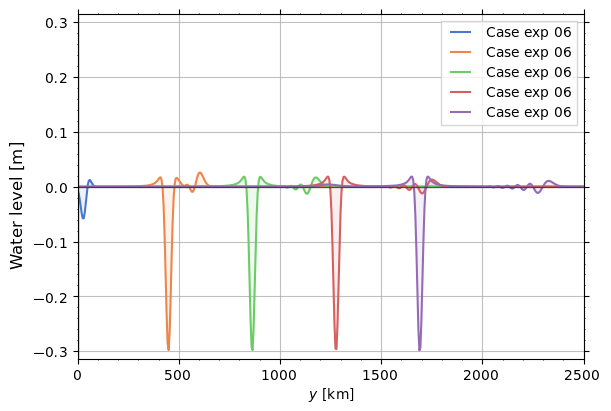 0.3
0.2
0.1
0.0
−0.1
−0.2
−0.3
Water level [m]
Case exp 06
Case exp 06
Case exp 06
Case exp 06
Case exp 06
0 500 1000 1500 2000 2500
y [km]